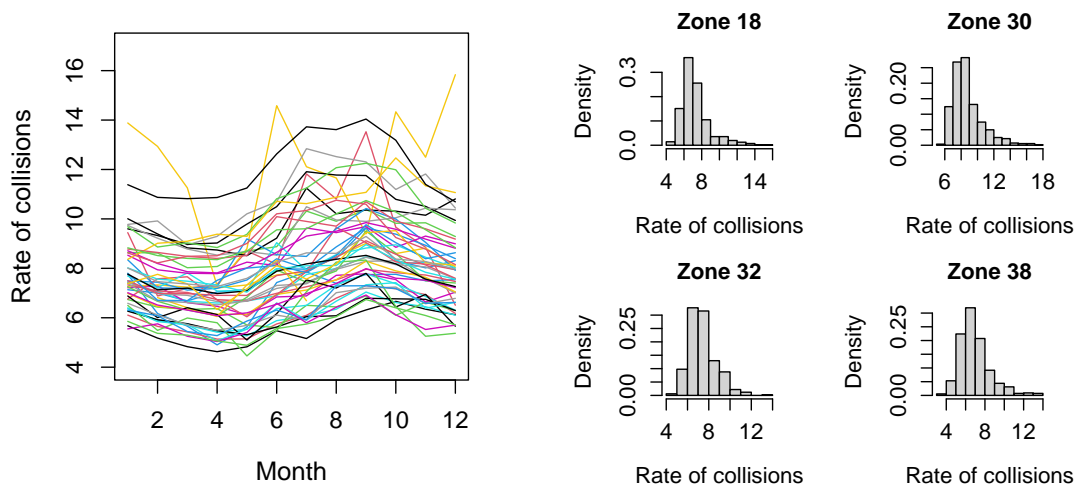 Rate of collisions
16
14
12
10
8
6
4
2 4 6 8 10 12
Month
Zone 18
Density
0.3
0.0
4 8 14
Rate of collisions
Zone 30
Density
0.20
0.00
6 12 18
Rate of collisions
Zone 32
Density
0.25
0.00
4 8 12
Rate of collisions
Zone 38
Density
0.25
0.00
4 8 12
Rate of collisions